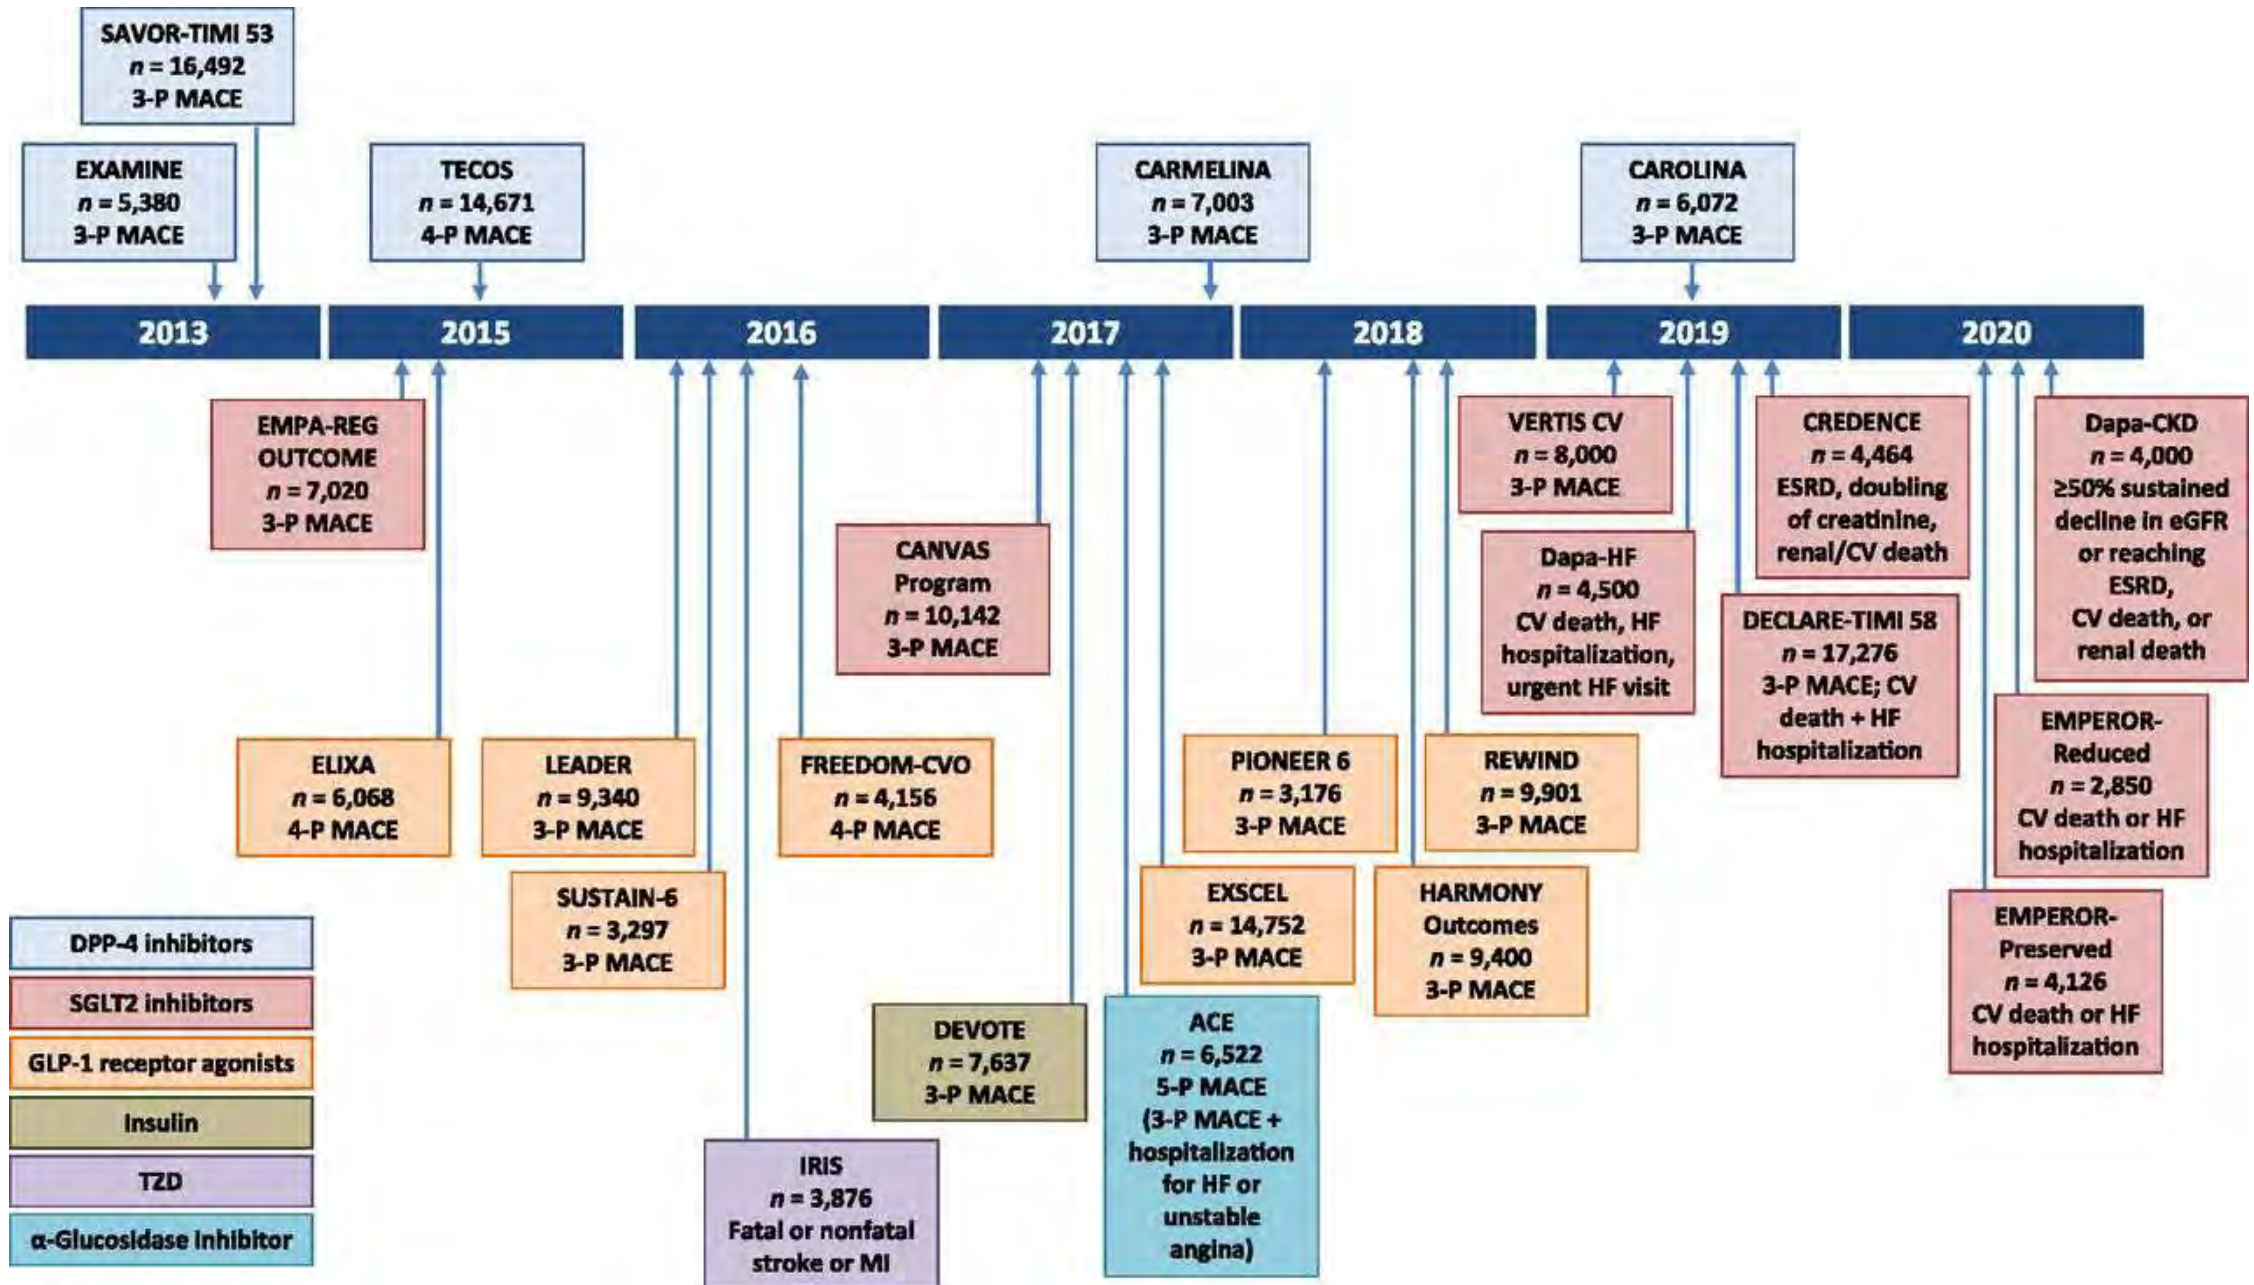 SAVOR-TIMI 53
n = 16,492
3-P MACE
EXAMINE
n = 5,380
3-P MACE
TECOS
n = 14,671
4-P MACE
CARMELINA
n = 7,003
3-P MACE
CAROLINA
n = 6,072
3-P MACE
2013
2015
2016
2017
2018
2019
2020
EMPA-REG
OUTCOME
n = 7,020
3-P MACE
CANVAS
Program
n = 10,142
3-P MACE
VERTIS CV
n = 8,000
3-P MACE
CREDENCE
n = 4,464
ESRD, doubling
of creatinine,
renal/CV death
Dapa-CKD
n = 4,000
≥50% sustained
decline in eGFR
or reaching
ESRD,
CV death, or
renal death
Dapa-HF
n = 4,500
CV death, HF
hospitalization,
urgent HF visit
DECLARE-TIMI 58
n = 17,276
3-P MACE; CV
death + HF
hospitalization
EMPEROR-
Reduced
n = 2,850
CV death or HF
hospitalization
EMPEROR-
Preserved
n = 4,126
CV death or HF
hospitalization
ELIXA
n = 6,068
4-P MACE
LEADER
n = 9,340
3-P MACE
FREEDOM-CVO
n = 4,156
4-P MACE
PIONEER 6
n = 3,176
3-P MACE
REWIND
n = 9,901
3-P MACE
SUSTAIN-6
n = 3,297
3-P MACE
EXSCEL
n = 14,752
3-P MACE
HARMONY
Outcomes
n = 9,400
3-P MACE
DEVOTE
n = 7,637
3-P MACE
ACE
n = 6,522
5-P MACE
(3-P MACE +
hospitalization
for HF or
unstable
angina)
IRIS
n = 3,876
Fatal or nonfatal
stroke or MI
DPP-4 inhibitors
SGLT2 inhibitors
GLP-1 receptor agonists
Insulin
TZD
α-Glucosidase Inhibitor